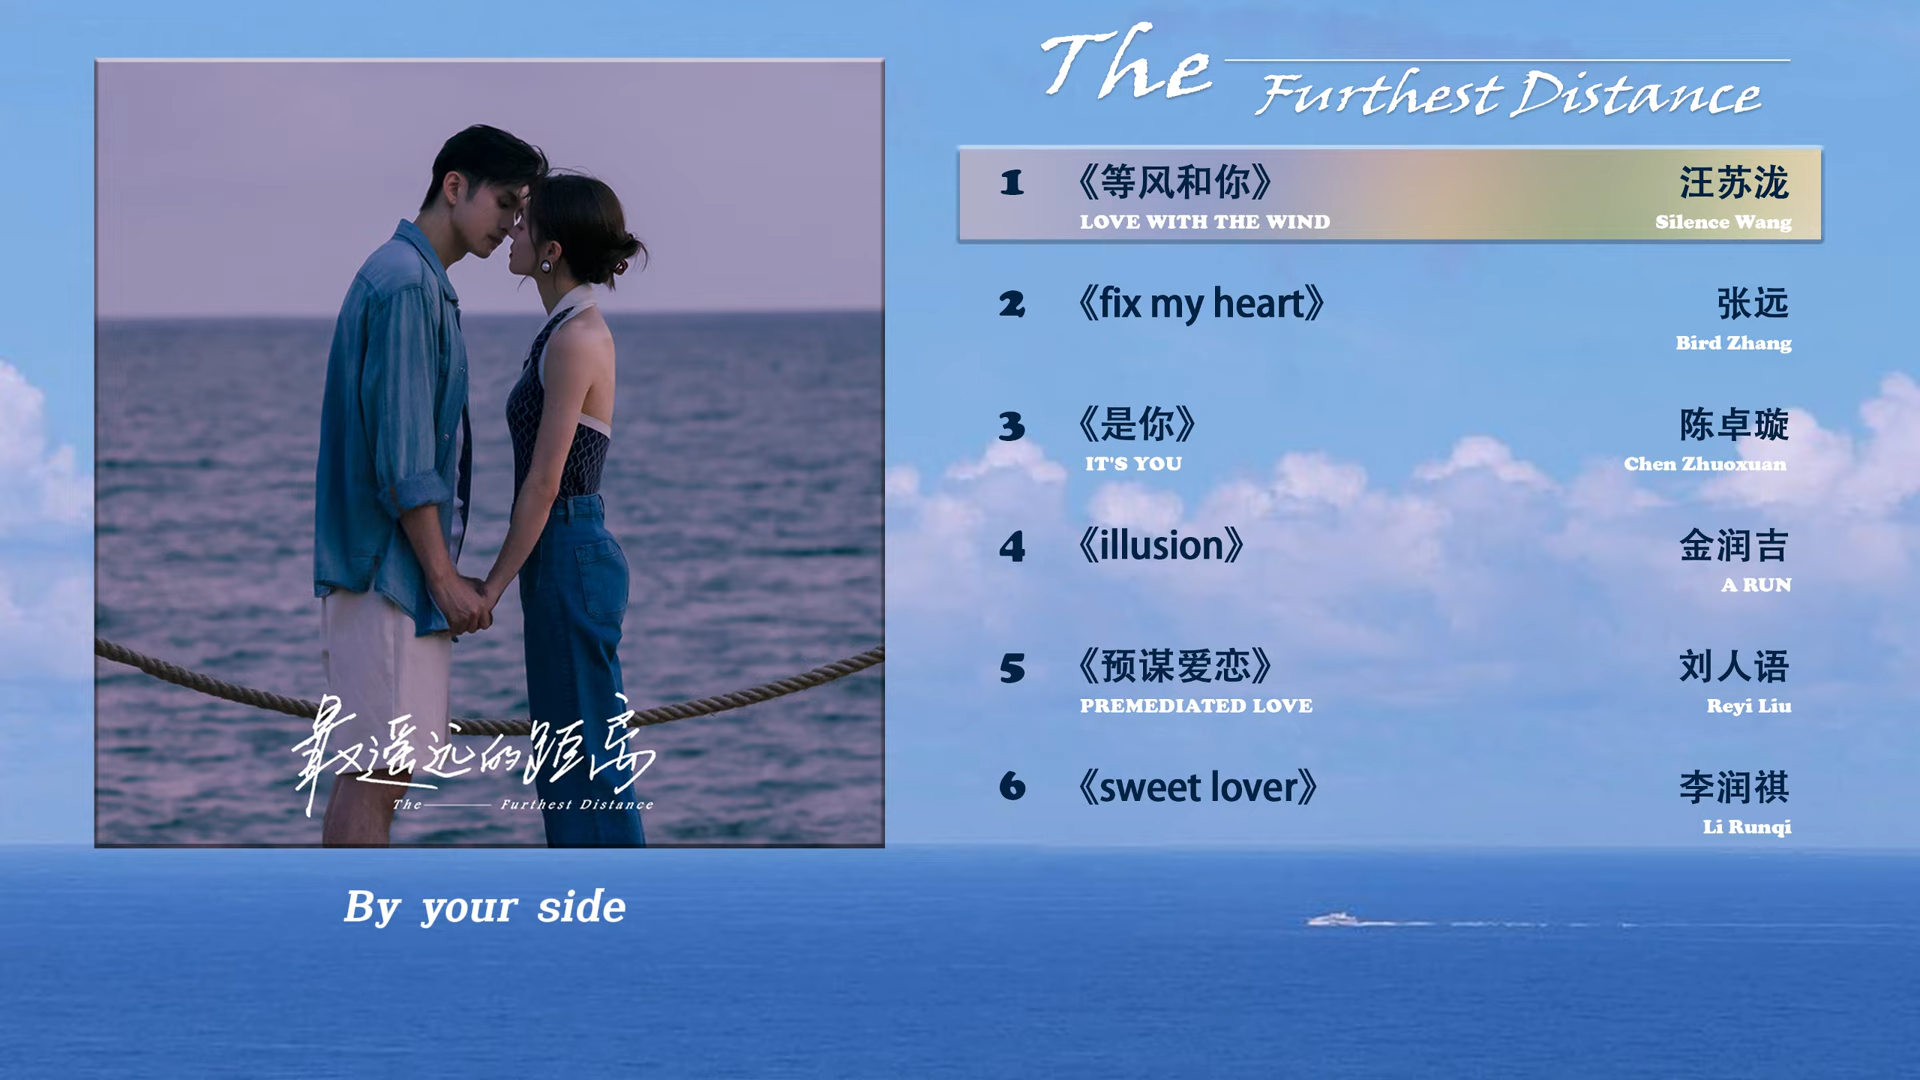 最遥远的距离
The Furthest Distance
By your side
The Furthest Distance
1 《等风和你》 汪苏泷
LOVE WITH THE WIND Silence Wang
2 《fix my heart》 张远
Bird Zhang
3 《是你》 陈卓璇
IT'S YOU Chen Zhuoxuan
4 《illusion》 金润吉
A RUN
5 《预谋爱恋》 刘人语
PREMEDIATED LOVE Reyi Liu
6 《sweet lover》 李润祺
Li Runqi